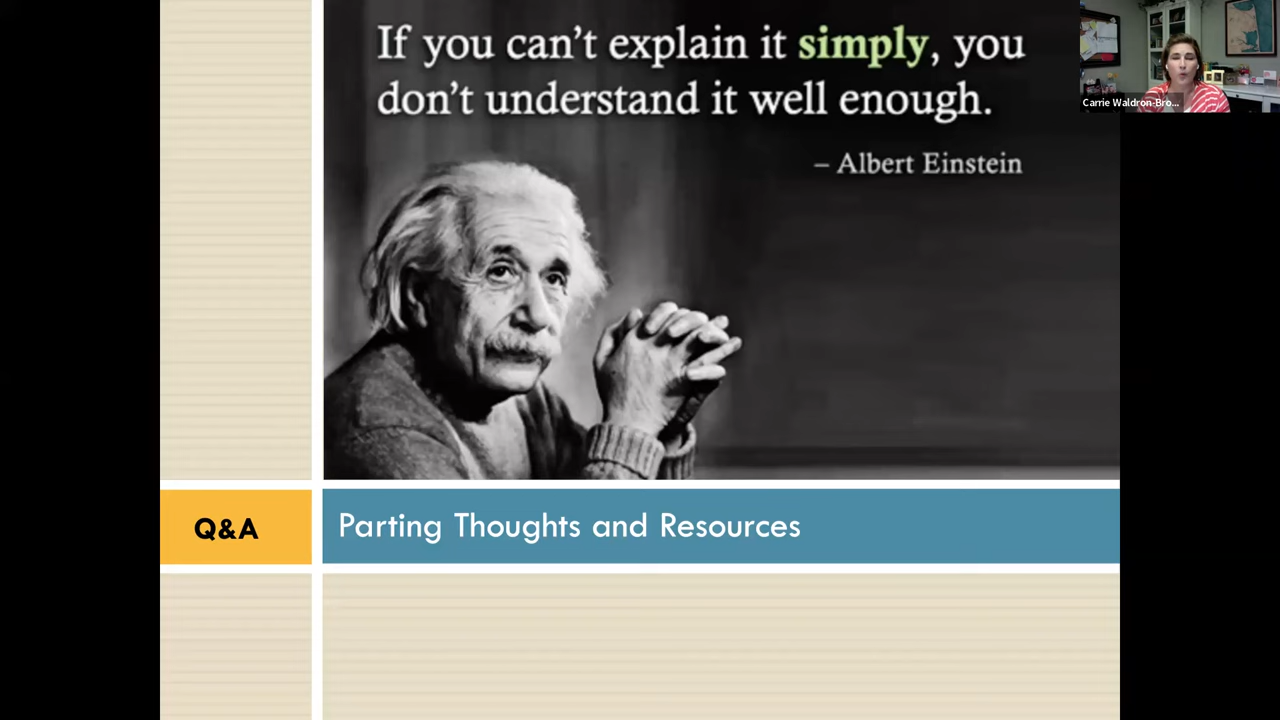 If you can't explain it simply, you
don't understand it well enough.
– Albert Einstein
Carrie Waldron-Bro...
Q&A
Parting Thoughts and Resources